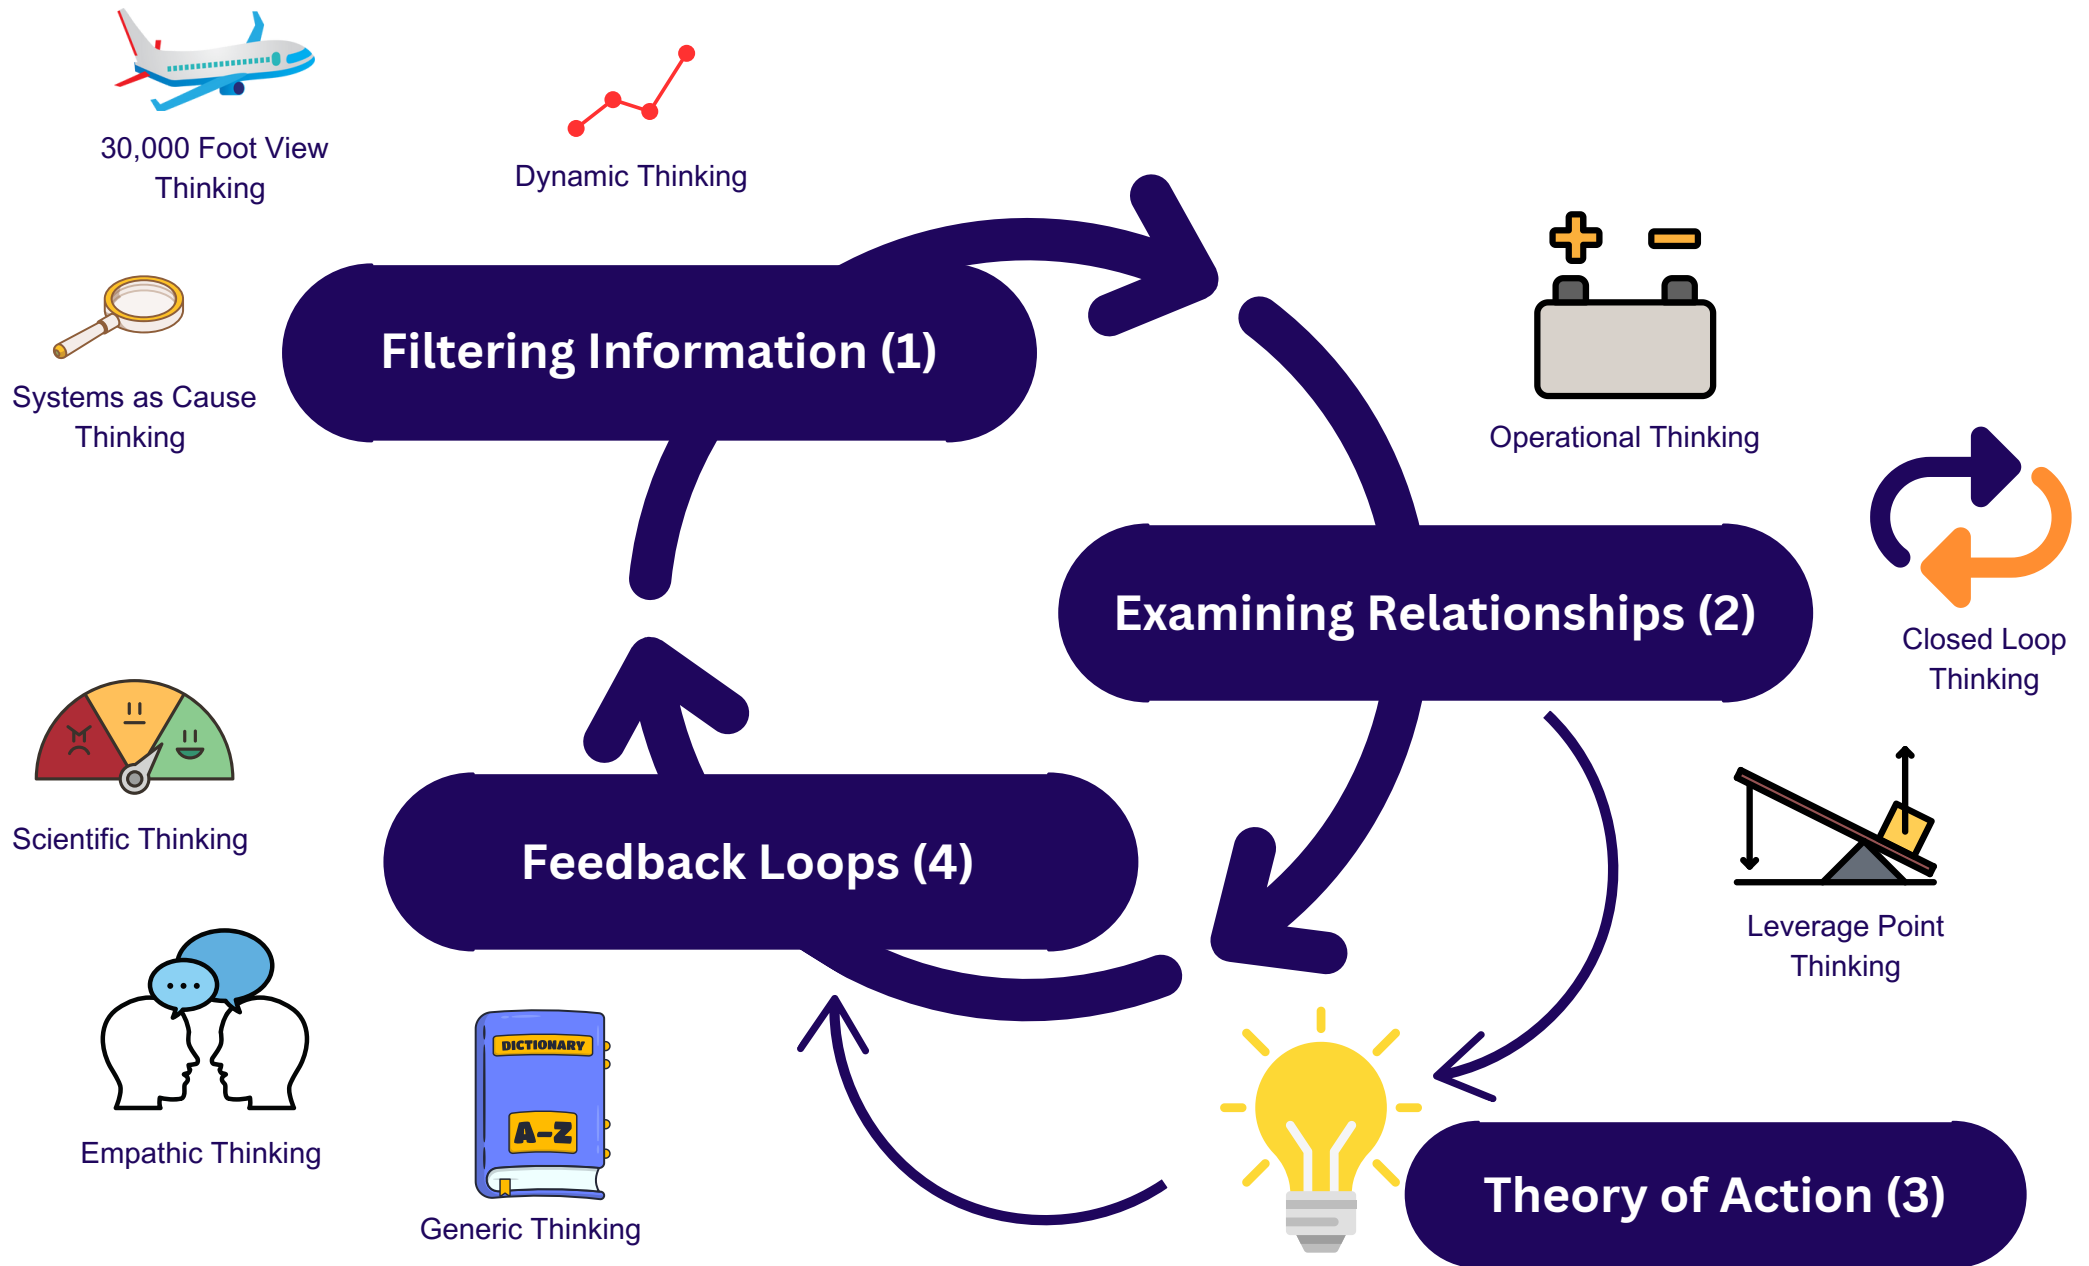 30,000 Foot View
Thinking
Dynamic Thinking
Systems as Cause
Thinking
Filtering Information (1)
Operational Thinking
Closed Loop
Thinking
Examining Relationships (2)
Leverage Point
Thinking
Theory of Action (3)
Feedback Loops (4)
Scientific Thinking
Empathic Thinking
DICTIONARY
A-Z
Generic Thinking